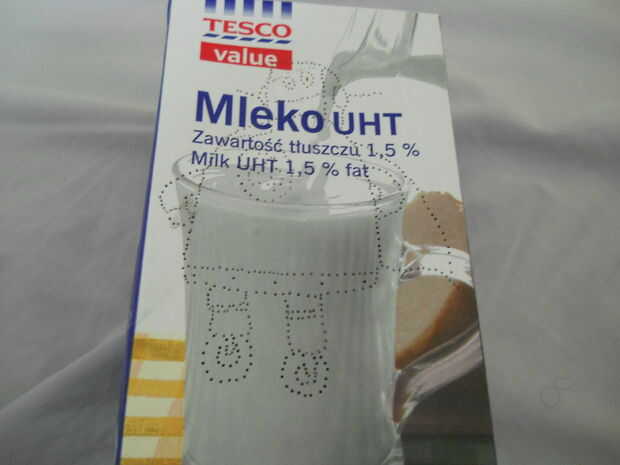 TESCO
value
Mleko UHT
Zawartość tłuszczu 1,5 %
Milk UHT 1,5 % fat